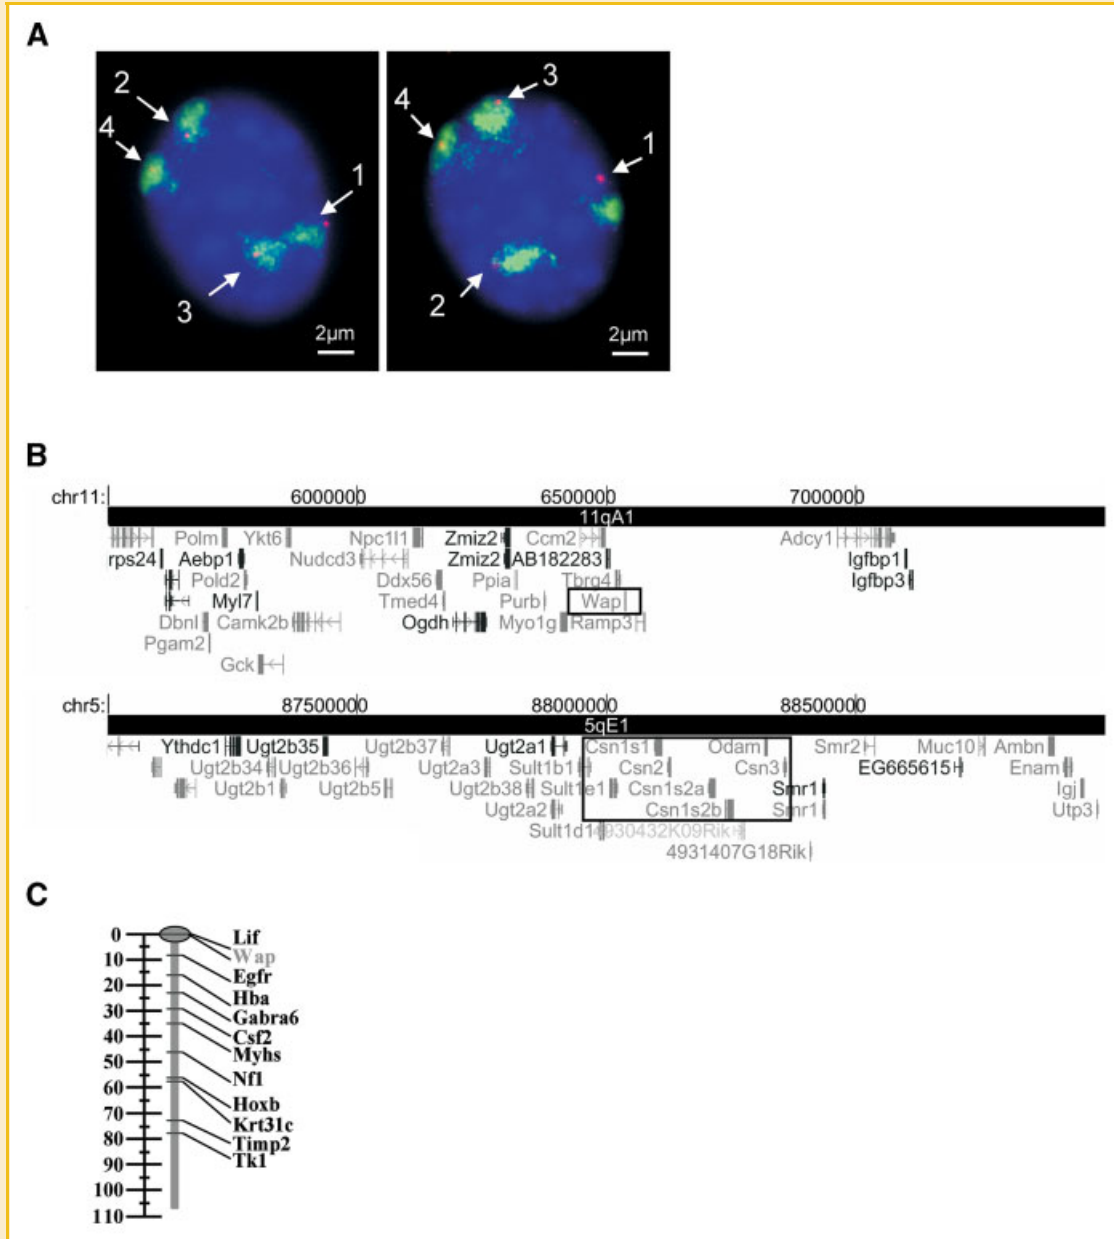 A
2
4
1
3
2μm
3
4
1
2
2μm
B
chr11: 6000000 6500000 7000000
11qA1
Polm Ykt6 Npc1l1 Zmiz2 Ccm2 Adcy1
rps24 Aebp1 Nudcd3 Zmiz2 AB182283 Igfbp1
Pold2 Ddx56 Ppia Tbrg4 Igfbp3
Myl7 Tmed4 Purb Wap
Dbnl Camk2b Ogdh Myo1g Ramp3
Pgam2
Gck
chr5: 87500000 88000000 88500000
5qE1
Ythdc1 Ugt2b35 Ugt2b37 Ugt2a1 Csn1s1 Odam Smr2 Muc10 Ambn
Ugt2b34 Ugt2b36 Ugt2a3 Sult1b1 Csn2 Csn3 EG665615 Enam
Ugt2b1 Ugt2b5 Ugt2b38 Sult1e1 Csn1s2a Smr1 Igj
Ugt2a2 Csn1s2b Smr1 Utp3
Sult1d1 4930432K09Rik
4931407G18Rik
C
0 Lif
Wap
10 Egfr
20 Hba
30 Gabra6
40 Csf2
Myhs
50 Nf1
60 Hoxb
70 Krt31c
80 Timp2
90 Tk1
100
110